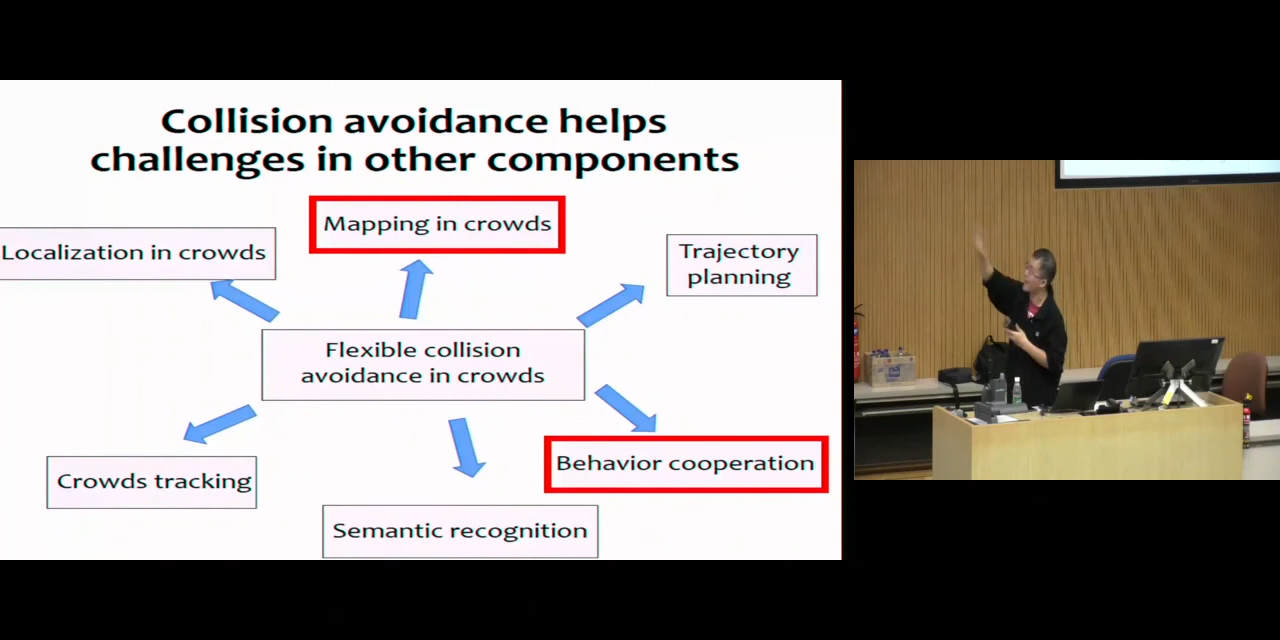 Collision avoidance helps
challenges in other components
Mapping in crowds
Localization in crowds
Trajectory
planning
Flexible collision
avoidance in crowds
Behavior cooperation
Crowds tracking
Semantic recognition